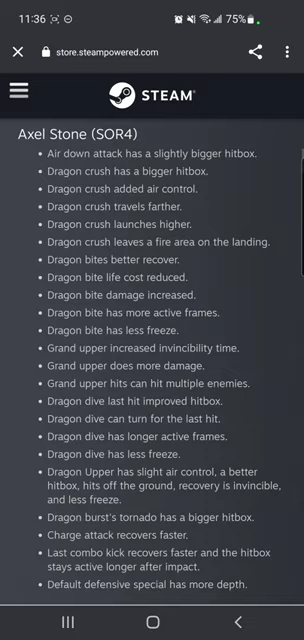 11:36 75%
store.steampowered.com
STEAM®
Axel Stone (SOR4)
• Air down attack has a slightly bigger hitbox.
• Dragon crush has a bigger hitbox.
• Dragon crush added air control.
• Dragon crush travels farther.
• Dragon crush launches higher.
• Dragon crush leaves a fire area on the landing.
• Dragon bites better recover.
• Dragon bite life cost reduced.
• Dragon bite damage increased.
• Dragon bite has more active frames.
• Dragon bite has less freeze.
• Grand upper increased invincibility time.
• Grand upper does more damage.
• Grand upper hits can hit multiple enemies.
• Dragon dive last hit improved hitbox.
• Dragon dive can turn for the last hit.
• Dragon dive has longer active frames.
• Dragon dive has less freeze.
• Dragon Upper has slight air control, a better
hitbox, hits off the ground, recovery is invincible,
and less freeze.
• Dragon burst's tornado has a bigger hitbox.
• Charge attack recovers faster.
• Last combo kick recovers faster and the hitbox
stays active longer after impact.
• Default defensive special has more depth.